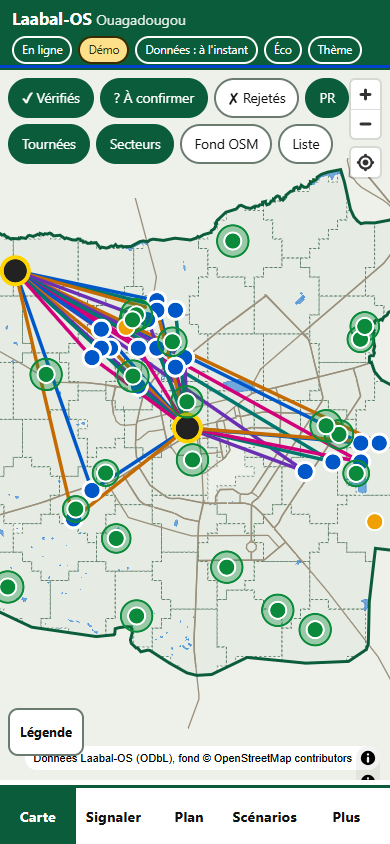 Laabal-OS Ouagadougou
En ligne Démo Données : à l'instant Éco Thème
✓ Vérifiés ? À confirmer ✗ Rejetés PR +
Tournées Secteurs Fond OSM Liste −
Légende
Données Laabal-OS (ODbL), fond © OpenStreetMap contributors
Carte Signaler Plan Scénarios Plus